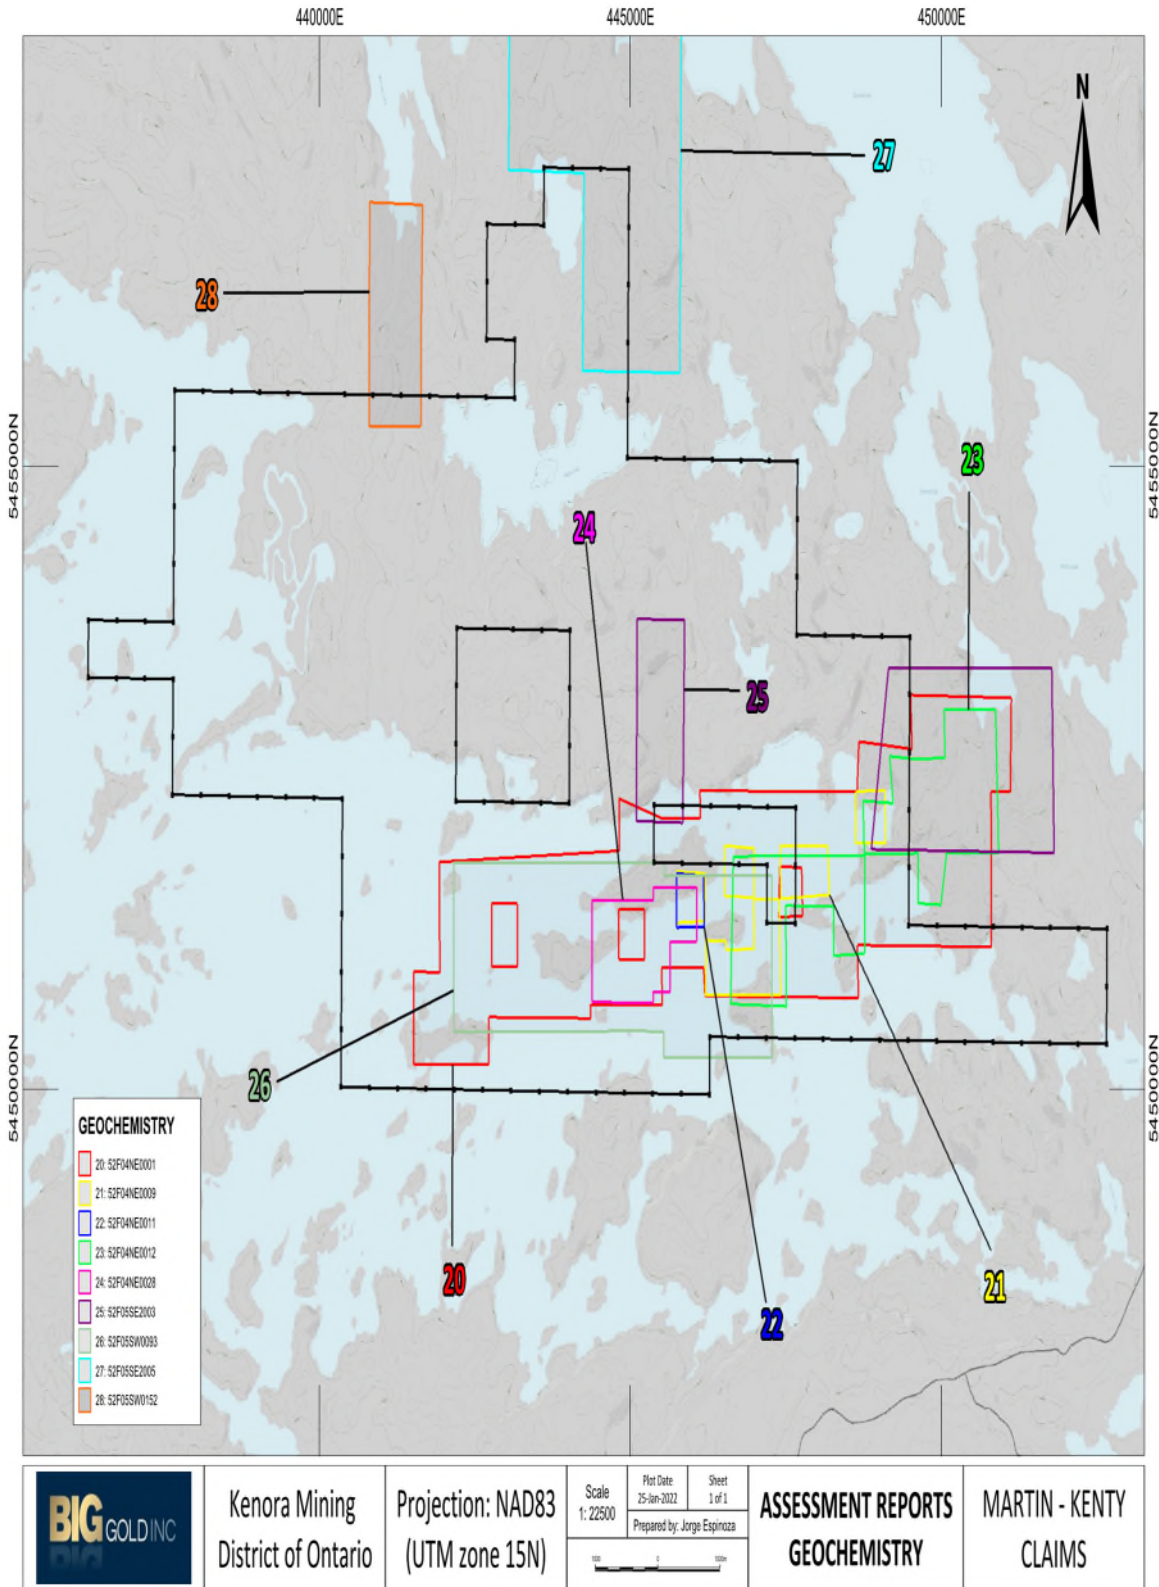 440000E 445000E 450000E
N
27
28
5455000N
5455000N
23
24
25
26
5450000N
5450000N
GEOCHEMISTRY
20: 52F04NE0001
21: 52F04NE0009
22: 52F04NE0011
23: 52F04NE0012
24: 52F04NE0028
25: 52F05SE2003
26: 52F05SW0093
27: 52F05SE2005
28: 52F05SW0152
20
21
22
BIG GOLD INC
Kenora Mining
District of Ontario
Projection: NAD83
(UTM zone 15N)
Scale
1: 22500
Plot Date
25-Jan-2022
Sheet
1 of 1
Prepared by: Jorge Espinoza
0
ASSESSMENT REPORTS
GEOCHEMISTRY
MARTIN - KENTY
CLAIMS